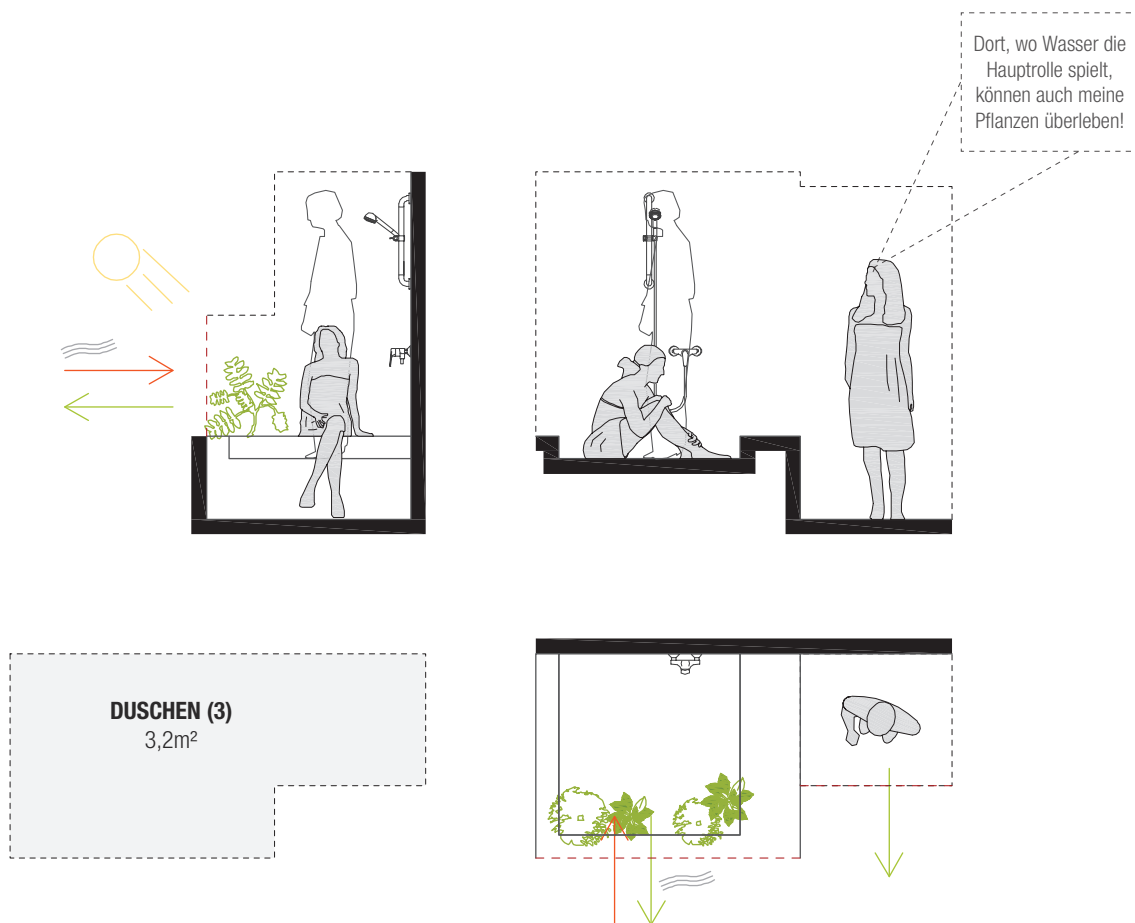 Dort, wo Wasser die
Hauptrolle spielt,
können auch meine
Pflanzen überleben!
DUSCHEN (3)
3,2m²